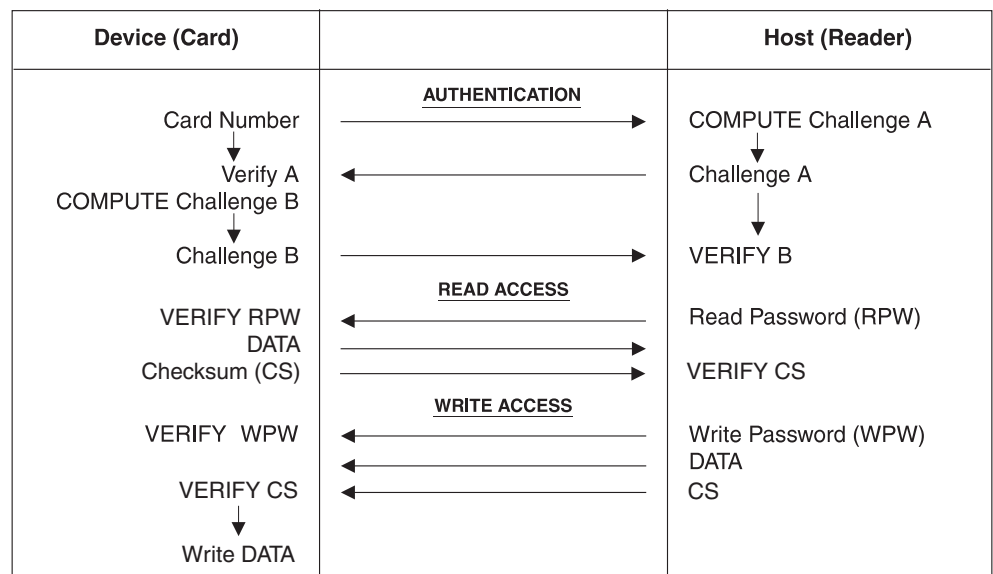 Device (Card) Host (Reader)
AUTHENTICATION
Card Number COMPUTE Challenge A
Verify A Challenge A
COMPUTE Challenge B
Challenge B VERIFY B
READ ACCESS
VERIFY RPW Read Password (RPW)
DATA
Checksum (CS) VERIFY CS
WRITE ACCESS
VERIFY WPW Write Password (WPW)
DATA
VERIFY CS CS
Write DATA